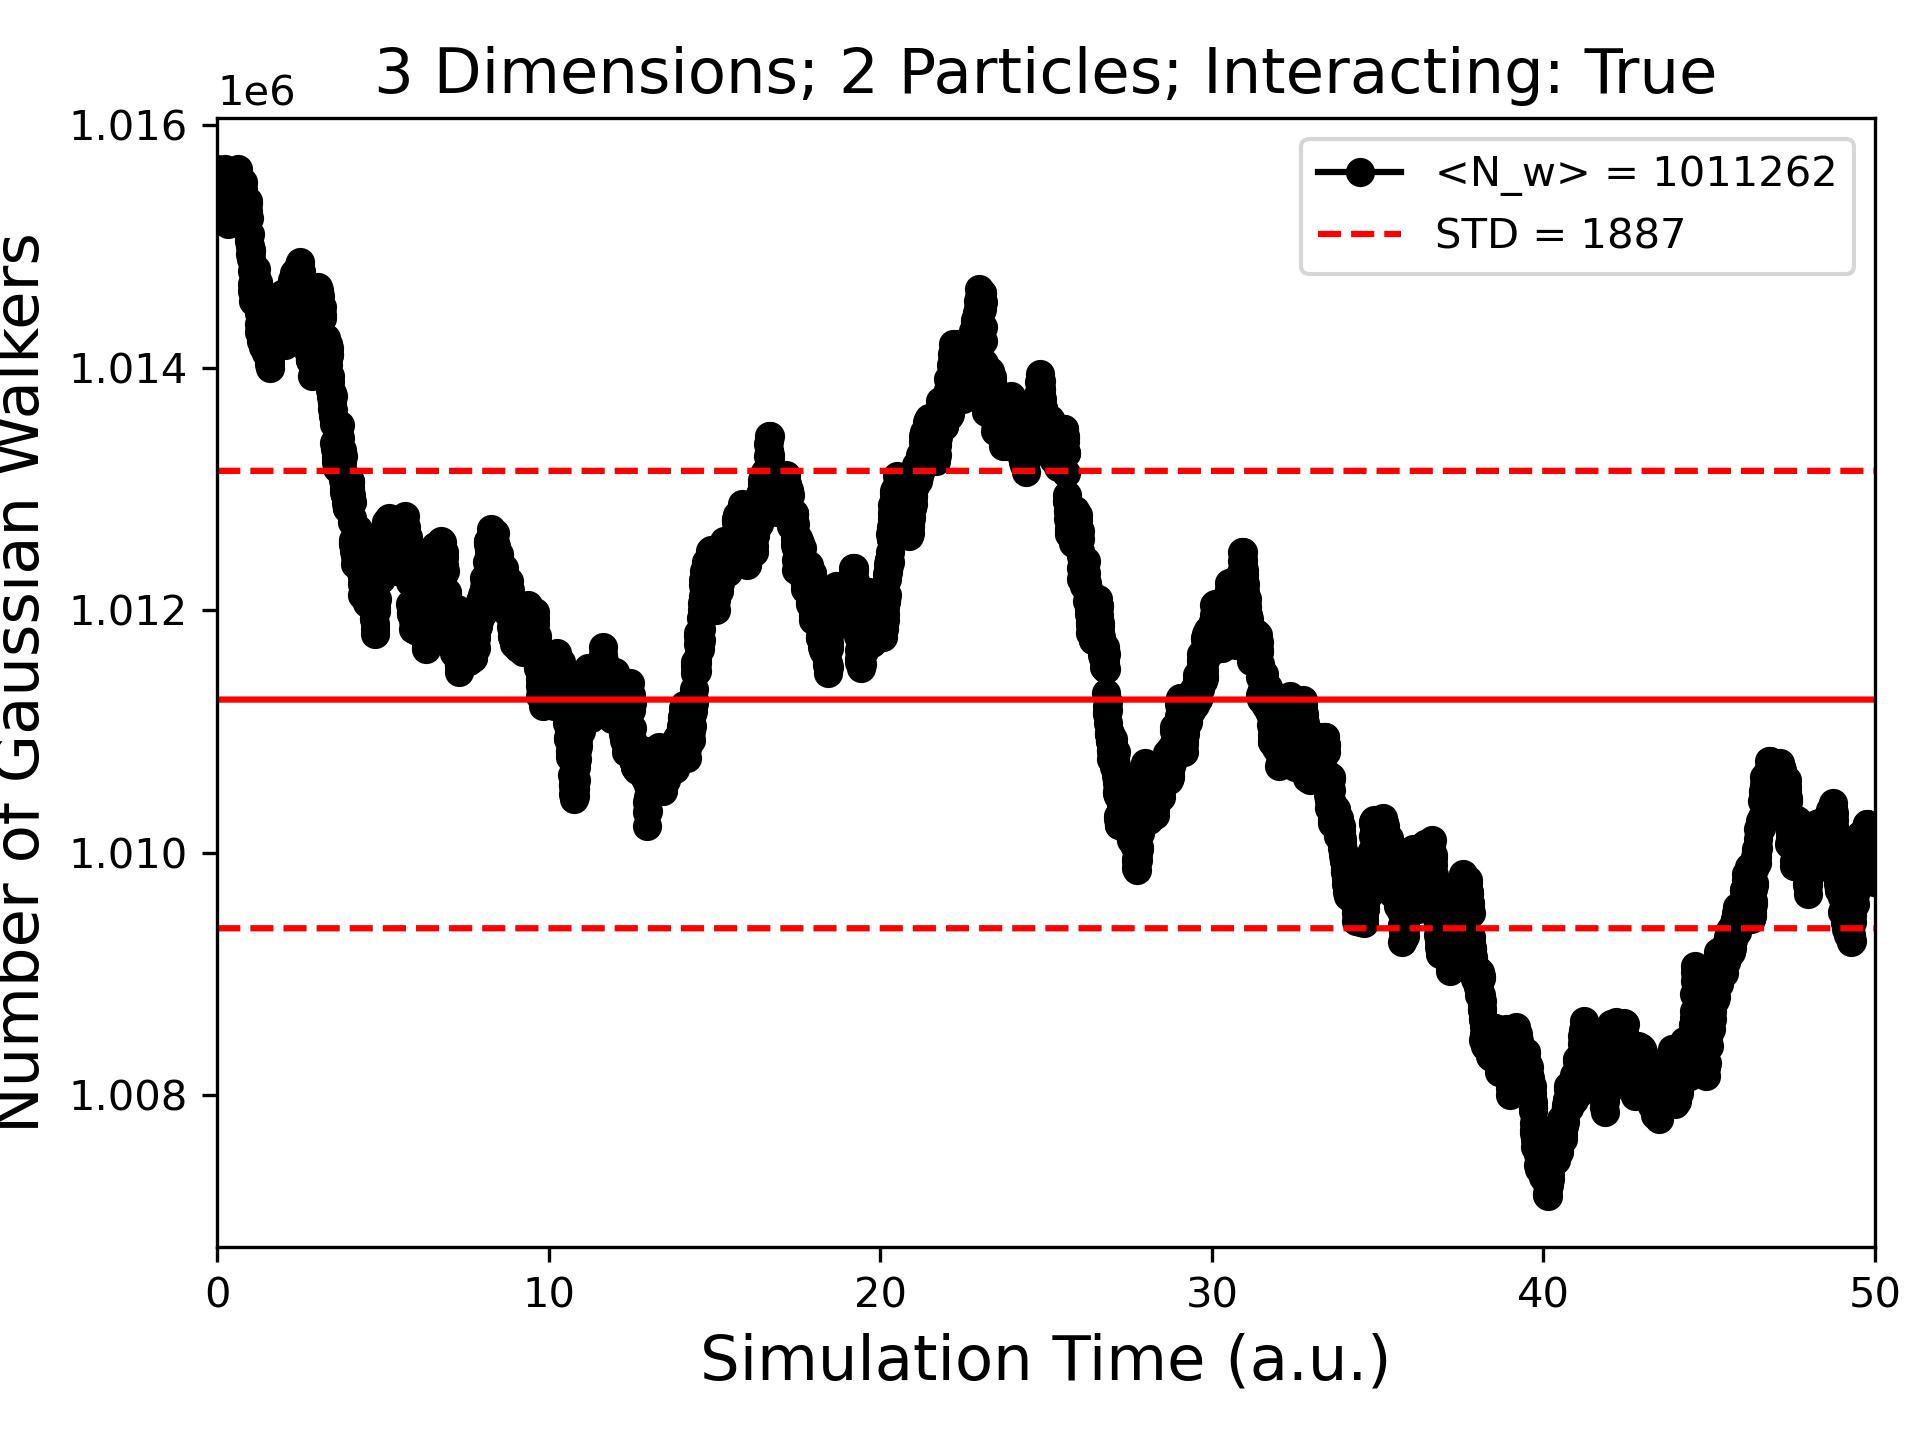 3 Dimensions; 2 Particles; Interacting: True
1e6
1.016
1.014
1.012
1.010
1.008
Number of Gaussian Walkers
<N_w> = 1011262
STD = 1887
0 10 20 30 40 50
Simulation Time (a.u.)